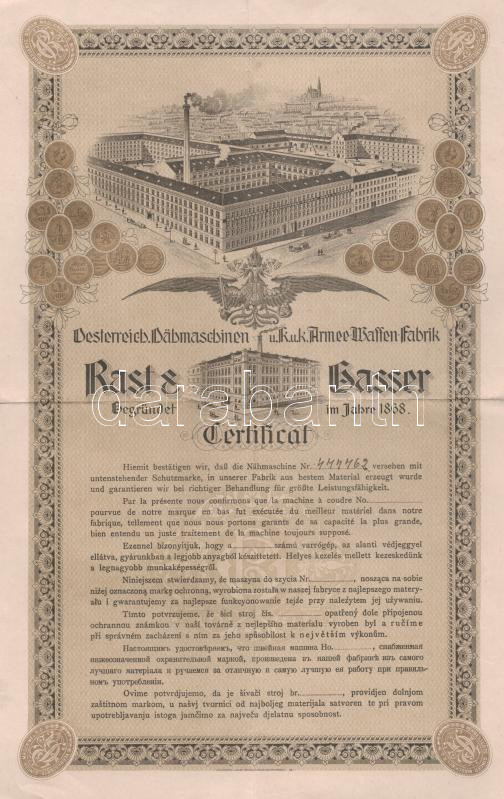 Oesterreich. Nähmaschinen u. K. u. k. Armee-Waffen Fabrik
Rast & Gasser
Begründet im Jahre 1868.
Certificat
Hiemit bestätigen wir, daß die Nähmaschine Nr. 477762 versehen mit
untenstehender Schutzmarke, in unserer Fabrik aus bestem Material erzeugt wurde
und garantieren wir bei richtiger Behandlung für größte Leistungsfähigkeit.
Par la présente nous confirmons que la machine à coudre No.
pourvue de notre marque en bas fut exécutée du meilleur matériel dans notre
fabrique, tellement que nous nous portons garants de sa capacité la plus grande,
bien entendu un juste traitement de la machine toujours supposé.
Ezennel bizonyitjuk, hogy a számú varrógép, az alanti védjeggyel
ellátva, gyárunkban a legjobb anyagból készittetett. Helyes kezelés mellett kezeskedünk
a legnagyobb munkaképességről.
Niniejszem stwierdzamy, że maszyna do szycia Nr. , nosząca na sobie
niżej oznaczoną markę ochronną, wyrobiona została w naszej fabryce z najlepszego matery-
ału i gwarantujemy za najlepsze funkcyonowanie tejże przy należytem jej używaniu.
Tímto potvrzujeme, že šicí stroj čís. opatřený dole připojenou
ochrannou známkou v naší továrně z nejlepšího materialu vyroben byl a ručíme
při správném zacházení s ním za jeho způsobilost k největším výkonům.
Настоящимъ удостовѣряемъ, что швейная машина Но. , снабженная
нижеозначенной охранительной маркой, произведена въ нашей фабрикѣ изъ самого
лучшаго матеріала и ручаемся за отличную и самую лучшую ея работу при правиль-
номъ употребленіи.
Ovime potvrdjujemo, da je šivaći stroj br. , providjen dolnjom
zaštitnom markom, u našvj tvornici od najboljeg materijala satvoren te pri pravom
upotrebljavanju istoga jamčimo za najveću djelatnu sposobnost.
darabanth